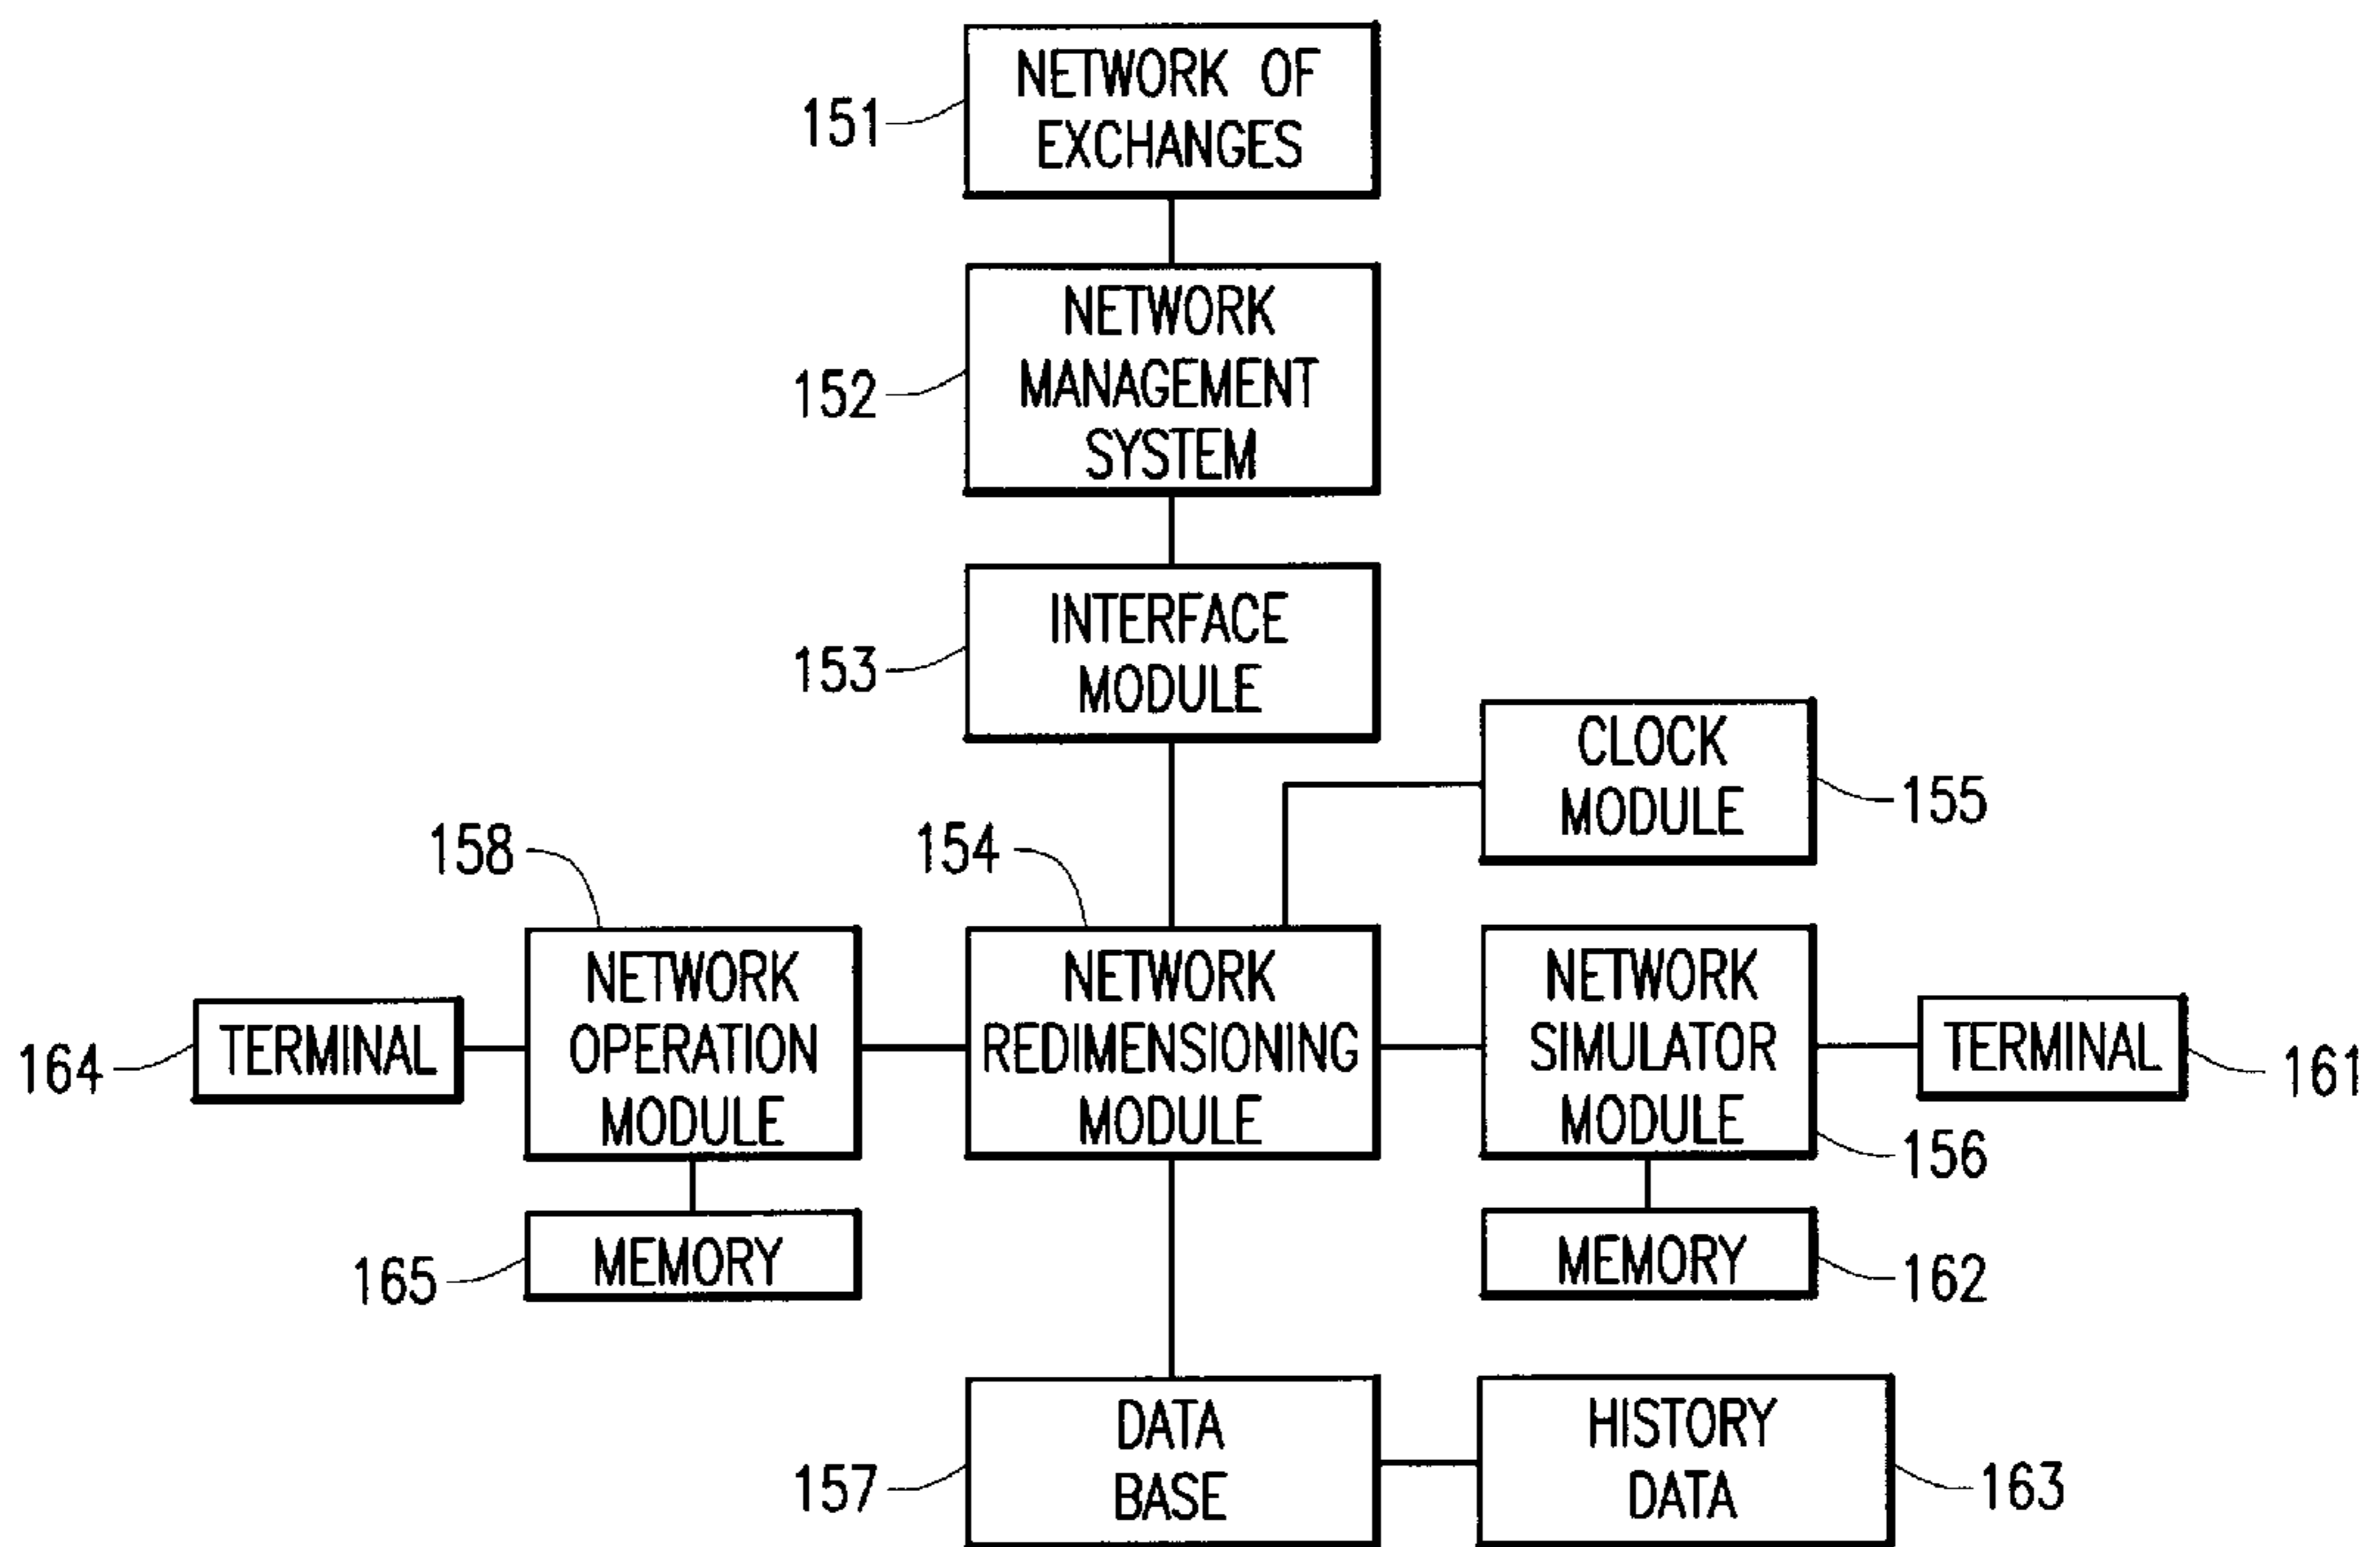 NETWORK OF
EXCHANGES
151
NETWORK
MANAGEMENT
SYSTEM
152
INTERFACE
MODULE
153
CLOCK
MODULE
155
158
154
NETWORK
OPERATION
MODULE
NETWORK
REDIMENSIONING
MODULE
NETWORK
SIMULATOR
MODULE
156
164
TERMINAL
TERMINAL
161
165
MEMORY
MEMORY
162
DATA
BASE
157
HISTORY
DATA
163